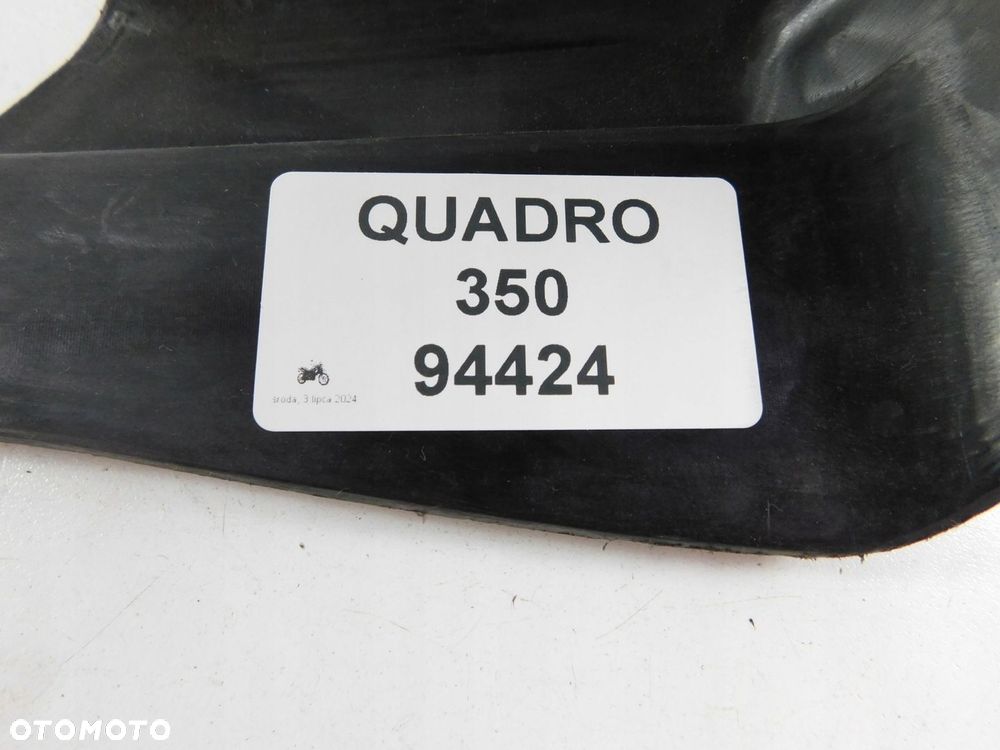 QUADRO
350
94424
środa, 3 lipca 2024
OTOMOTO